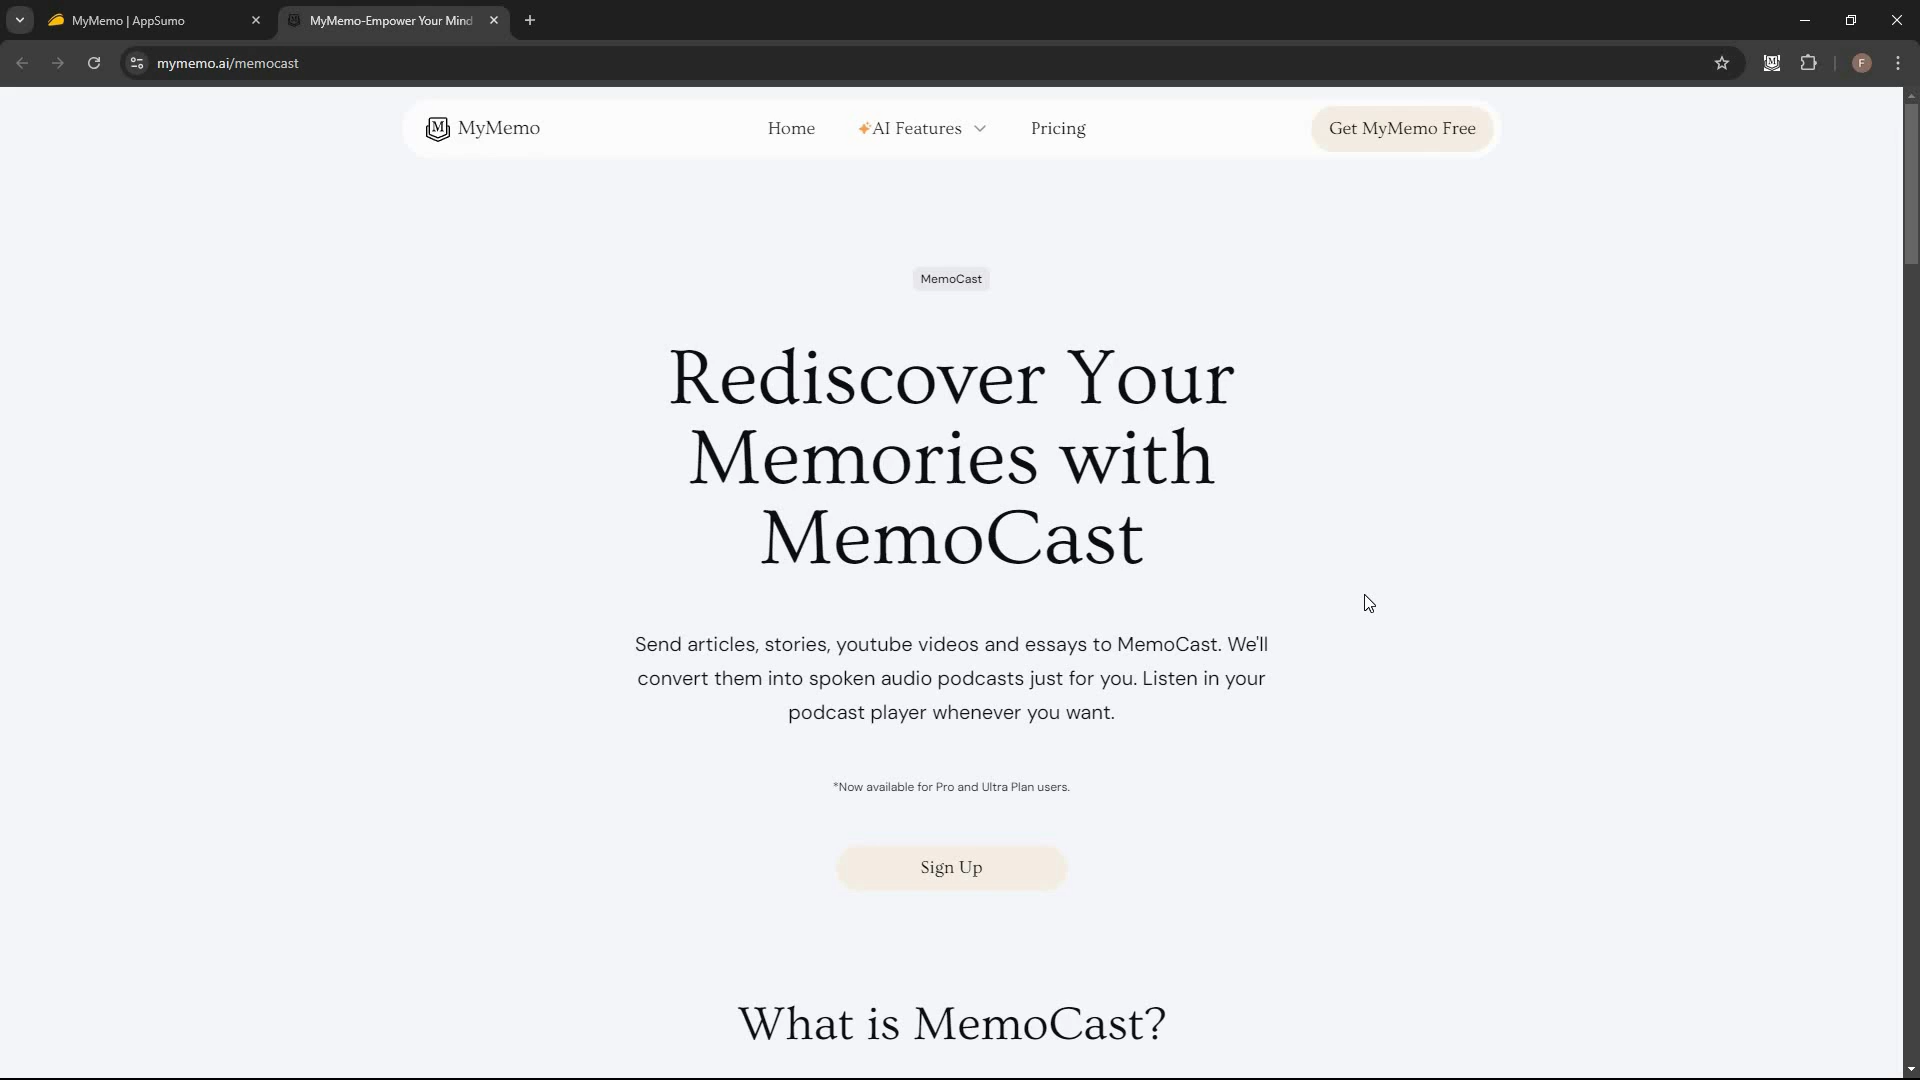 MyMemo | AppSumo
MyMemo-Empower Your Mind
mymemo.ai/memocast
F
M MyMemo
Home
AI Features
Pricing
Get MyMemo Free
MemoCast
Rediscover Your
Memories with
MemoCast
Send articles, stories, youtube videos and essays to MemoCast. We'll
convert them into spoken audio podcasts just for you. Listen in your
podcast player whenever you want.
*Now available for Pro and Ultra Plan users.
Sign Up
What is MemoCast?